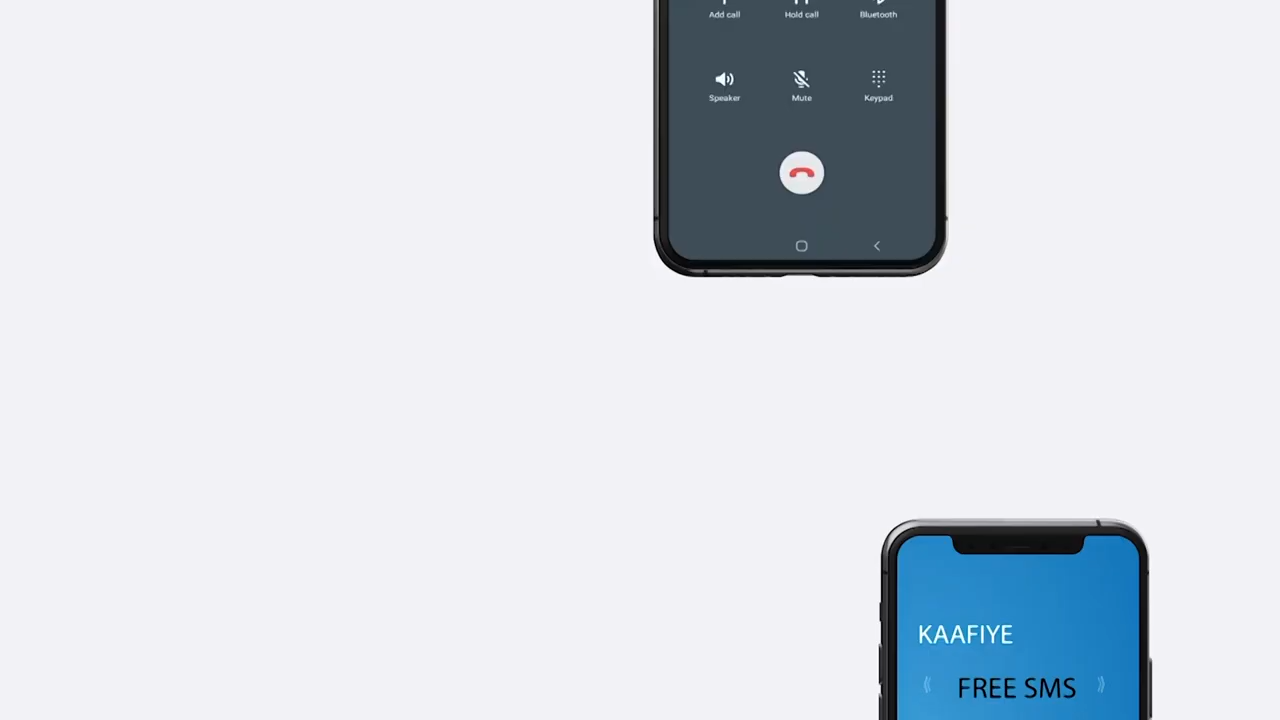 Add call Hold call Bluetooth
Speaker Mute Keypad
KAAFIYE
FREE SMS